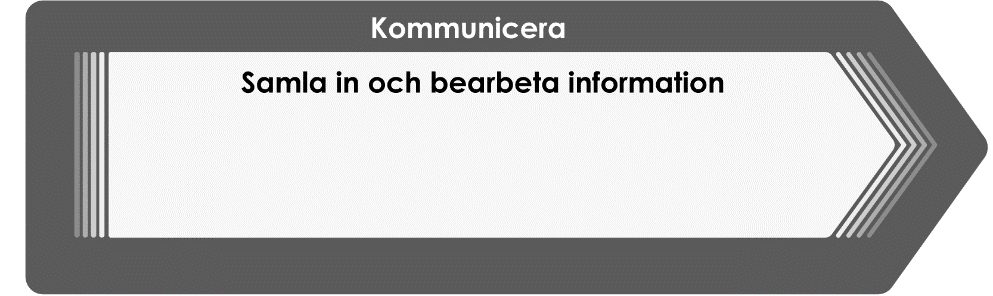 Kommunicera
Samla in och bearbeta information